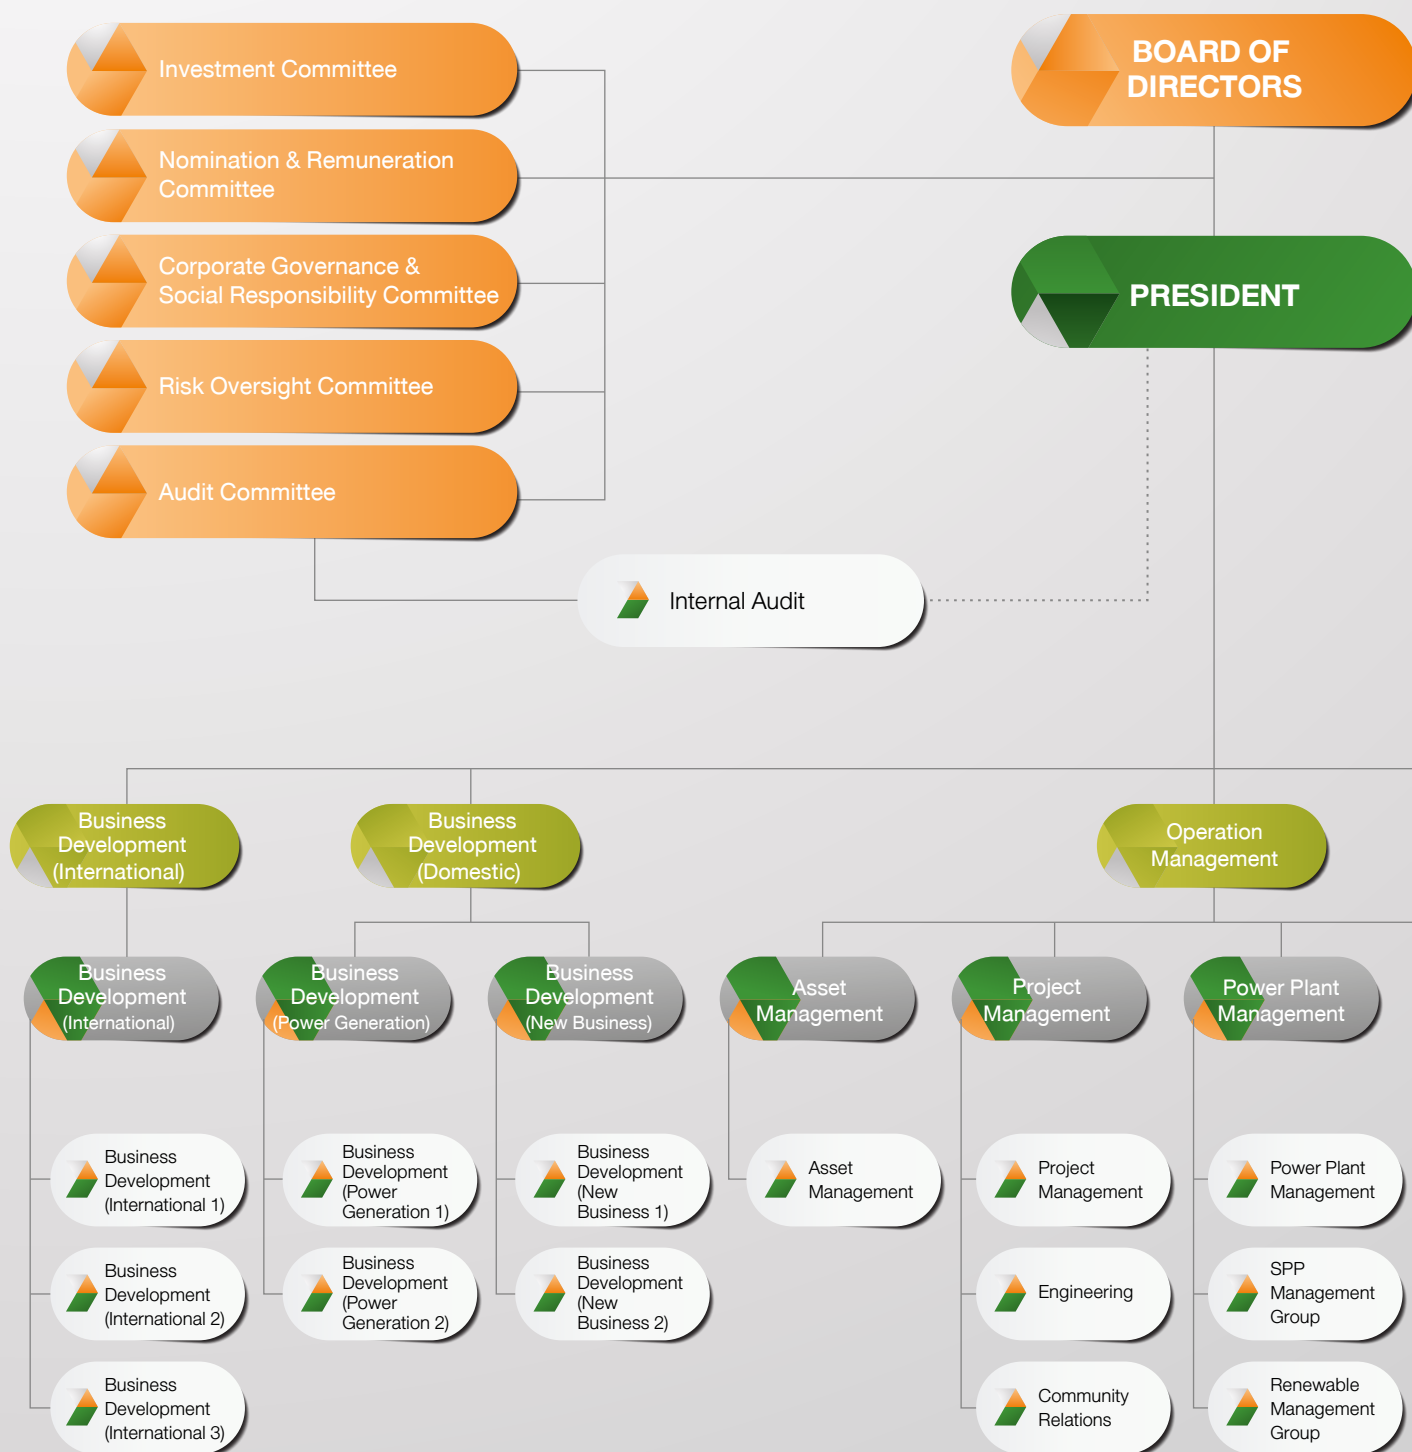 Investment Committee
Nomination & Remuneration
Committee
Corporate Governance &
Social Responsibility Committee
Risk Oversight Committee
Audit Committee
BOARD OF
DIRECTORS
PRESIDENT
Internal Audit
Business
Development
(International)
Business
Development
(Domestic)
Operation
Management
Business
Development
(International)
Business
Development
(Power Generation)
Business
Development
(New Business)
Asset
Management
Project
Management
Power Plant
Management
Business
Development
(International 1)
Business
Development
(International 2)
Business
Development
(International 3)
Business
Development
(Power
Generation 1)
Business
Development
(Power
Generation 2)
Business
Development
(New
Business 1)
Business
Development
(New
Business 2)
Asset
Management
Project
Management
Engineering
Community
Relations
Power Plant
Management
SPP
Management
Group
Renewable
Management
Group